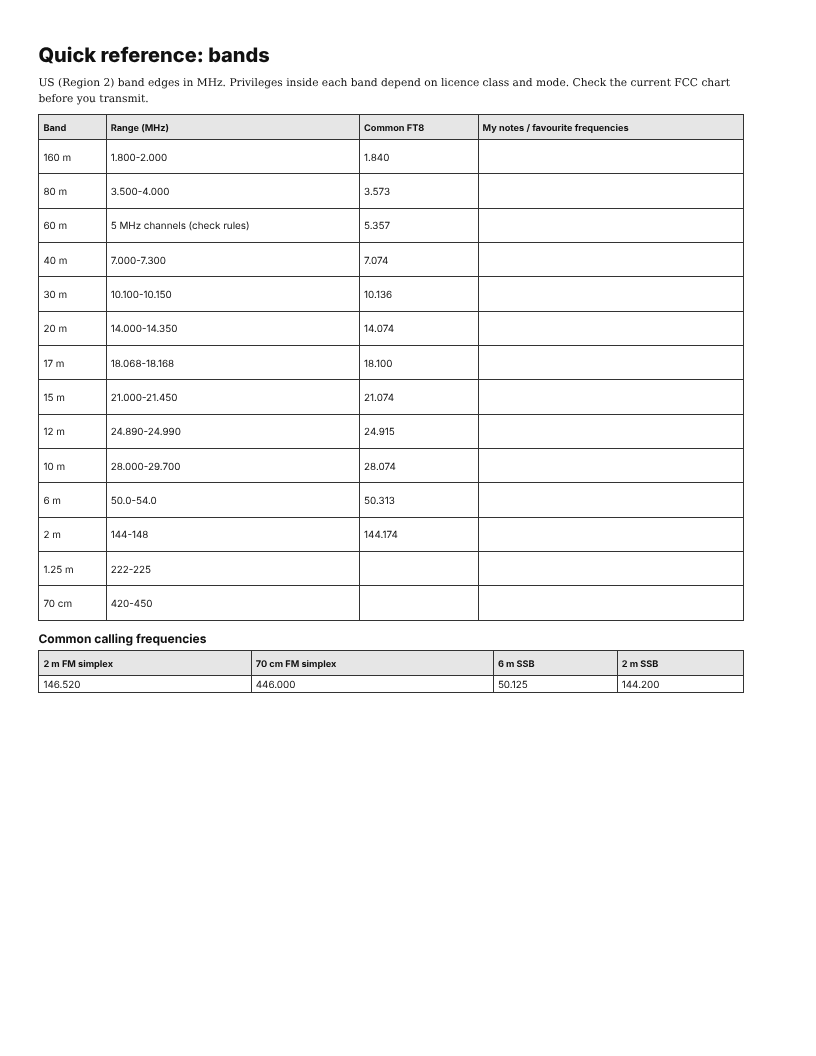 Quick reference: bands
US (Region 2) band edges in MHz. Privileges inside each band depend on licence class and mode. Check the current FCC chart
before you transmit.
Band Range (MHz) Common FT8 My notes / favourite frequencies
160 m 1.800-2.000 1.840
80 m 3.500-4.000 3.573
60 m 5 MHz channels (check rules) 5.357
40 m 7.000-7.300 7.074
30 m 10.100-10.150 10.136
20 m 14.000-14.350 14.074
17 m 18.068-18.168 18.100
15 m 21.000-21.450 21.074
12 m 24.890-24.990 24.915
10 m 28.000-29.700 28.074
6 m 50.0-54.0 50.313
2 m 144-148 144.174
1.25 m 222-225
70 cm 420-450
Common calling frequencies
2 m FM simplex 70 cm FM simplex 6 m SSB 2 m SSB
146.520 446.000 50.125 144.200